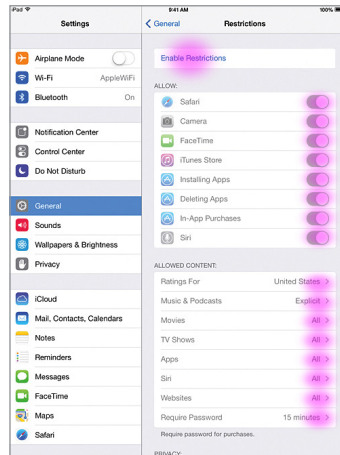 iPad
9:41 AM
100%
Settings
General
Restrictions
Airplane Mode
Wi-Fi AppleWiFi
Bluetooth On
Notification Center
Control Center
Do Not Disturb
General
Sounds
Wallpapers & Brightness
Privacy
iCloud
Mail, Contacts, Calendars
Notes
Reminders
Messages
FaceTime
Maps
Safari
Enable Restrictions
ALLOW:
Safari
Camera
FaceTime
iTunes Store
Installing Apps
Deleting Apps
In-App Purchases
Siri
ALLOWED CONTENT:
Ratings For United States
Music & Podcasts Explicit
Movies All
TV Shows All
Apps All
Siri All
Websites All
Require Password 15 minutes
Require password for purchases.
PRIVACY: